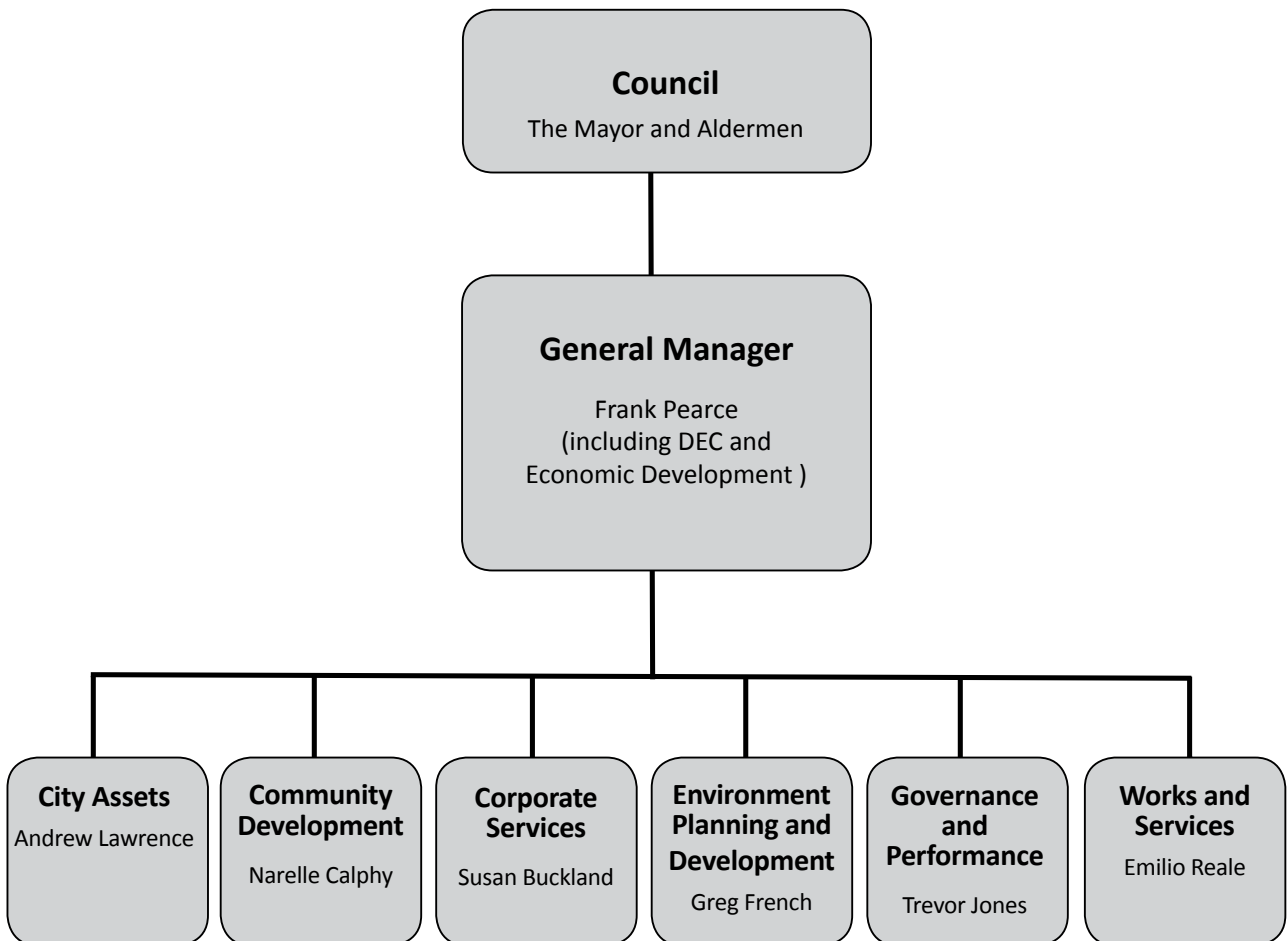 Council
The Mayor and Aldermen
General Manager
Frank Pearce
(including DEC and
Economic Development )
City Assets
Andrew Lawrence
Community
Development
Narelle Calphy
Corporate
Services
Susan Buckland
Environment
Planning and
Development
Greg French
Governance
and
Performance
Trevor Jones
Works and
Services
Emilio Reale